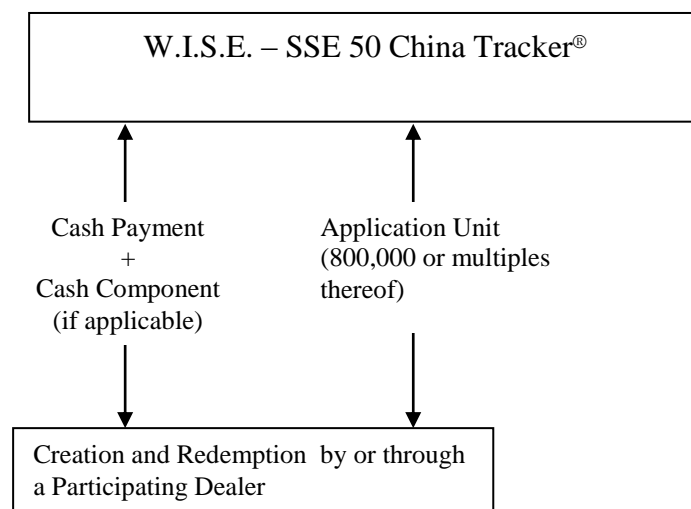 W.I.S.E. – SSE 50 China Tracker®
Cash Payment
+
Cash Component
(if applicable)
Application Unit
(800,000 or multiples
thereof)
Creation and Redemption by or through
a Participating Dealer